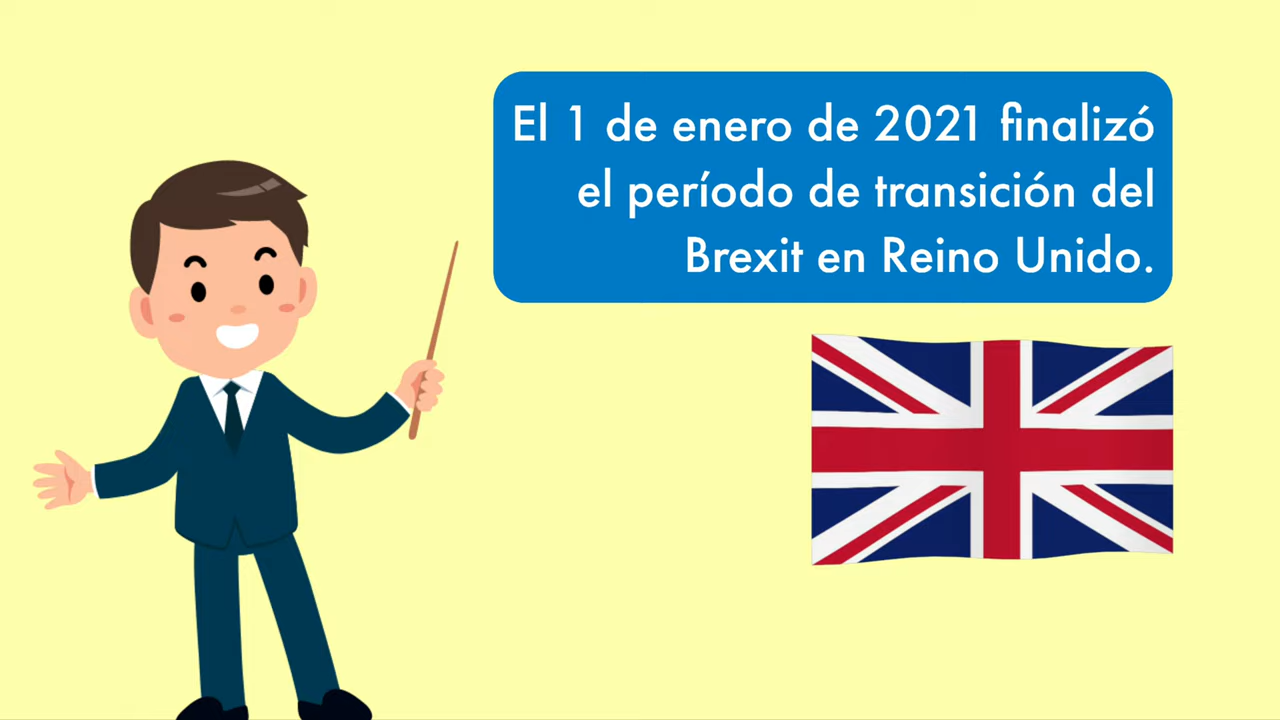 El 1 de enero de 2021 finalizó
el período de transición del
Brexit en Reino Unido.